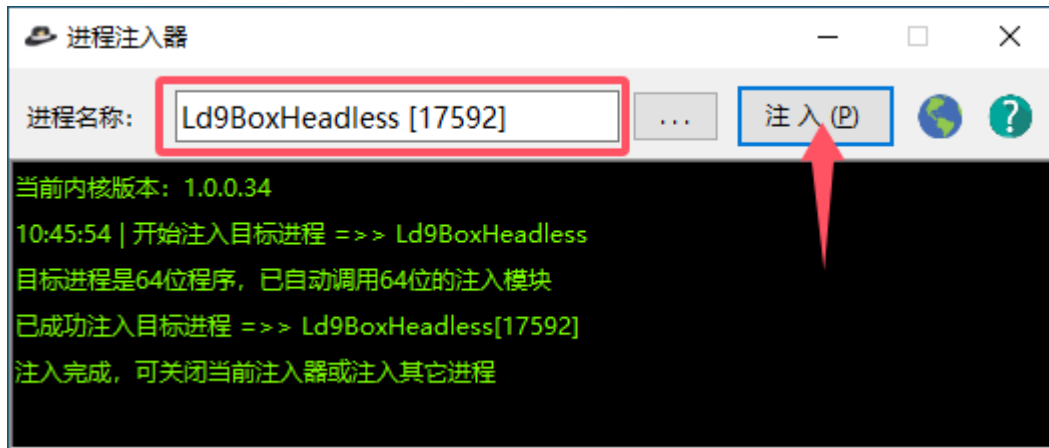 进程注入器
进程名称: Ld9BoxHeadless [17592] ... 注 入 (P)
当前内核版本：1.0.0.34
10:45:54 | 开始注入目标进程 =>> Ld9BoxHeadless
目标进程是64位程序，已自动调用64位的注入模块
已成功注入目标进程 =>> Ld9BoxHeadless[17592]
注入完成，可关闭当前注入器或注入其它进程